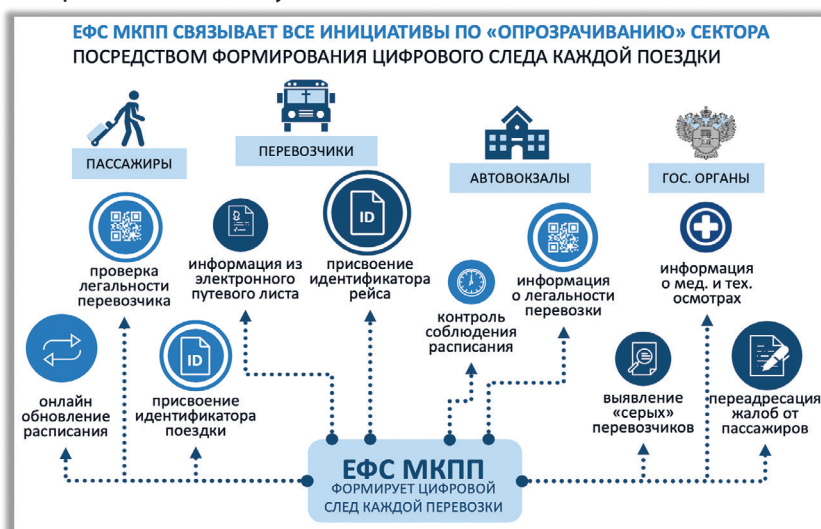 ЕФС МКПП СВЯЗЫВАЕТ ВСЕ ИНИЦИАТИВЫ ПО «ОПРОЗРАЧИВАНИЮ» СЕКТОРА
ПОСРЕДСТВОМ ФОРМИРОВАНИЯ ЦИФРОВОГО СЛЕДА КАЖДОЙ ПОЕЗДКИ
ПАССАЖИРЫ
ПЕРЕВОЗЧИКИ
АВТОВОКЗАЛЫ
ГОС. ОРГАНЫ
проверка
легальности
перевозчика
информация из
электронного
путевого листа
ID
присвоение
идентификатора
рейса
контроль
соблюдения
расписания
информация
о легальности
перевозки
информация
о мед. и тех.
осмотрах
онлайн
обновление
расписания
ID
присвоение
идентификатора
поездки
выявление
«серых»
перевозчиков
переадресация
жалоб от
пассажиров
ЕФС МКПП
ФОРМИРУЕТ ЦИФРОВОЙ
СЛЕД КАЖДОЙ ПЕРЕВОЗКИ